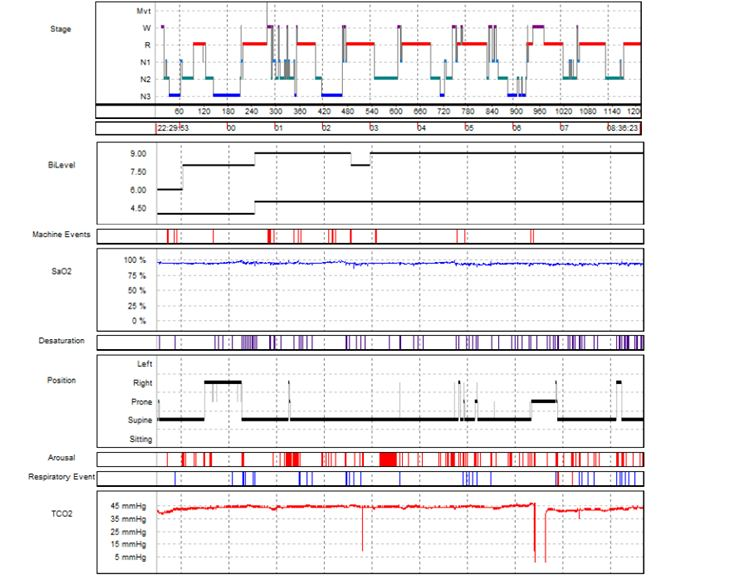 Mvt
Stage
W
R
N1
N2
N3
60 120 180 240 300 360 420 480 540 600 660 720 780 840 900 960 1020 1080 1140 1200
22:29:53 00 01 02 03 04 05 06 07 08:36:23
9.00
BiLevel
7.50
6.00
4.50
Machine Events
100 %
SaO2
75 %
50 %
25 %
0 %
Desaturation
Left
Position
Right
Prone
Supine
Sitting
Arousal
Respiratory Event
45 mmHg
TCO2
35 mmHg
25 mmHg
15 mmHg
5 mmHg